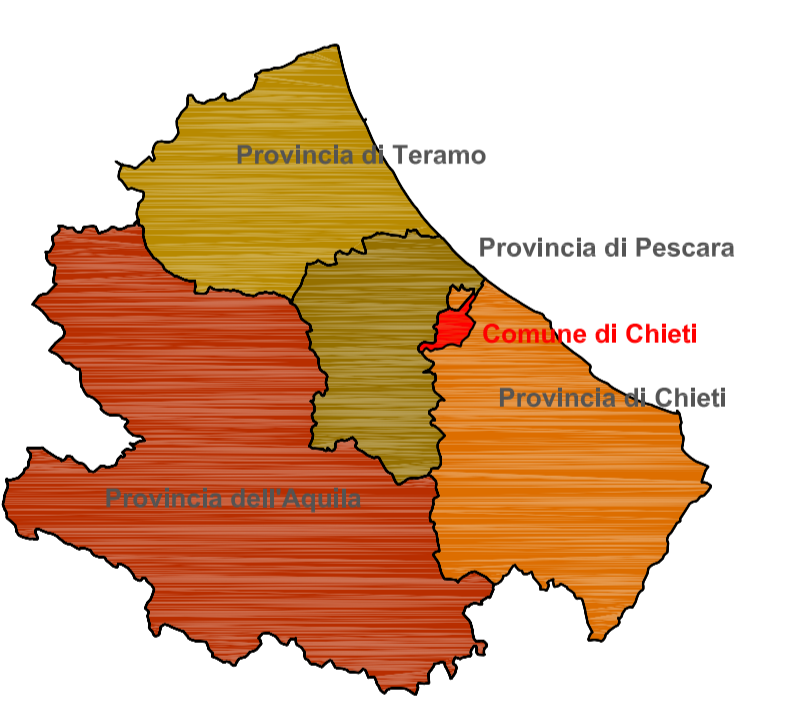 Provincia di Teramo
Provincia di Pescara
Comune di Chieti
Provincia di Chieti
Provincia dell'Aquila